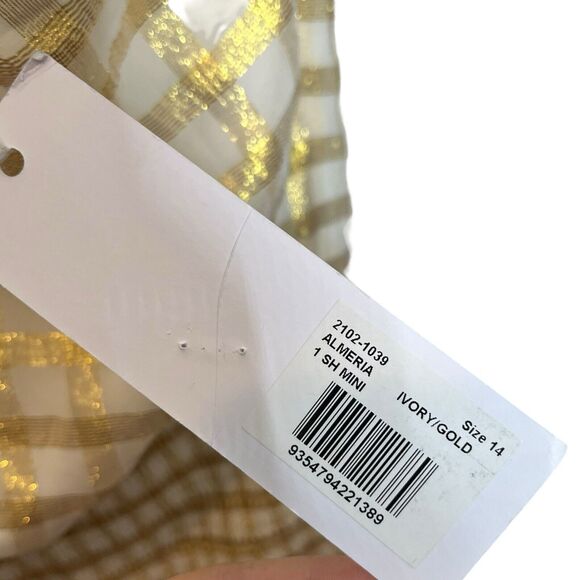 2102-1039
ALMERIA
1 SH MINI
IVORY/GOLD
Size 14
9354794221389